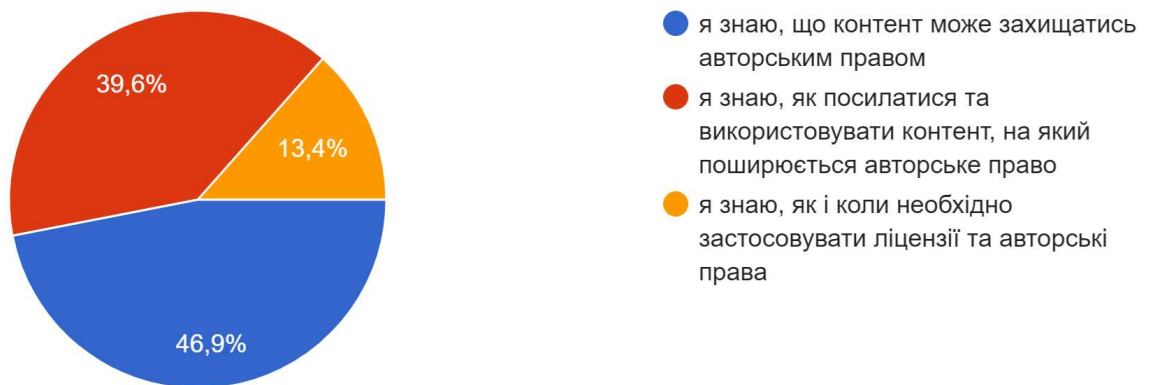 39,6%
13,4%
46,9%
я знаю, що контент може захищатись
авторським правом
я знаю, як посилатися та
використовувати контент, на який
поширюється авторське право
я знаю, як і коли необхідно
застосовувати ліцензії та авторські
права